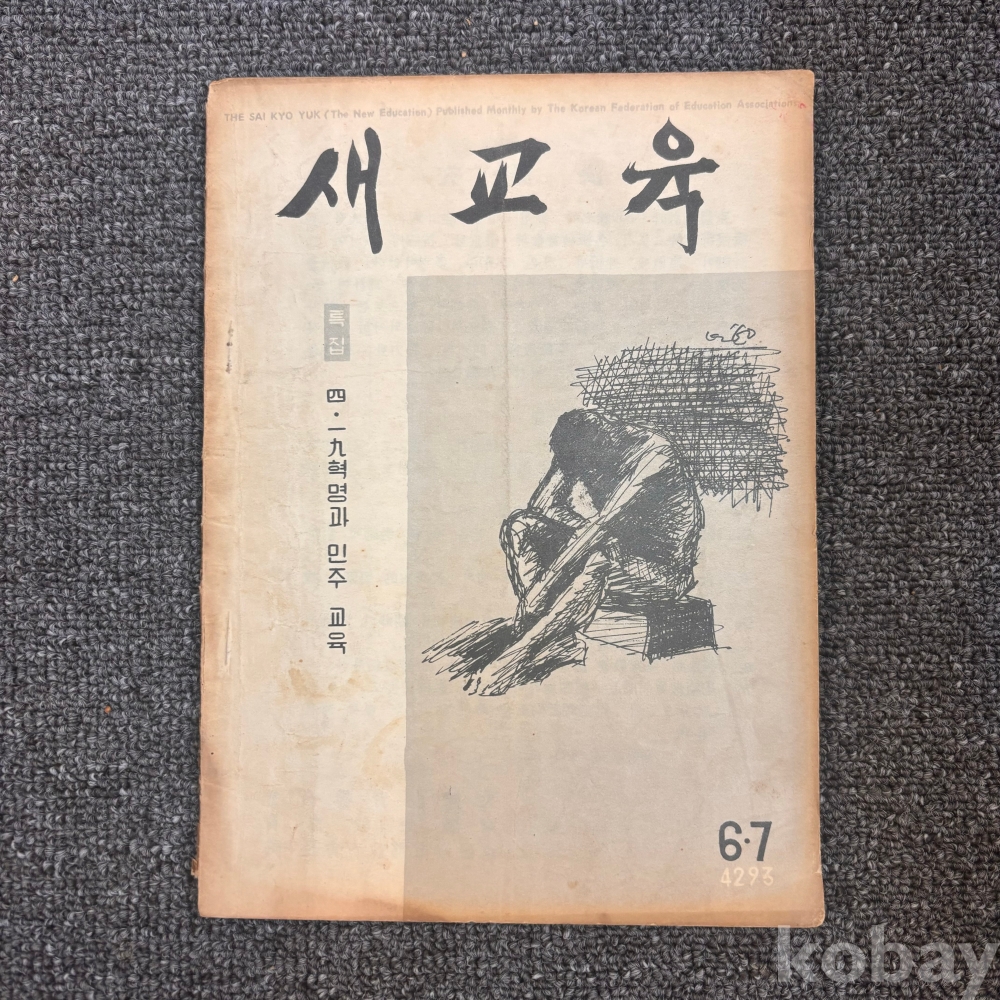 THE SAI KYO YUK (The New Education) Published Monthly by The Korean Federation of Education Associations
새교육
특집
四·一九혁명과 민주 교육
6·7
4293
kobay